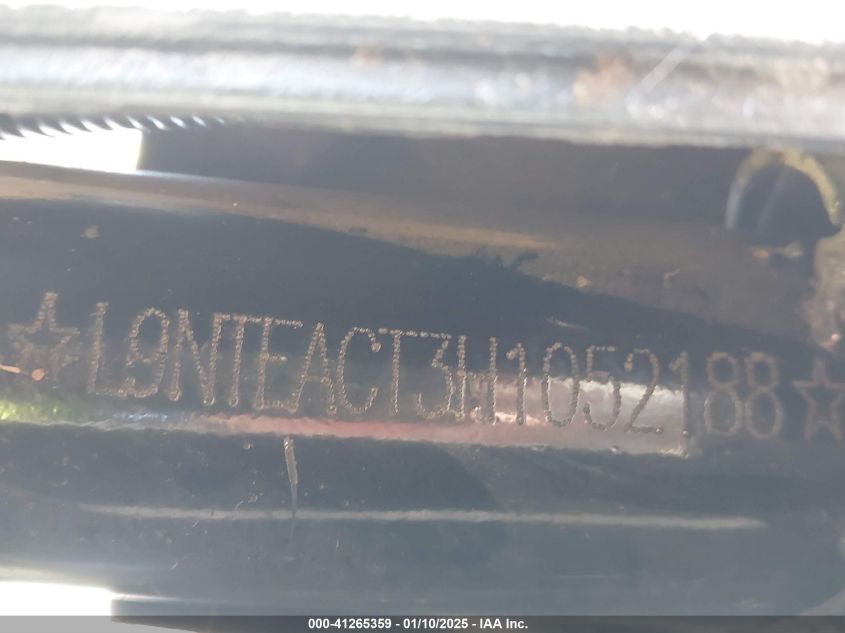 ☆L9NTEACT3H1052188☆
000-41265359 - 01/10/2025 - IAA Inc.